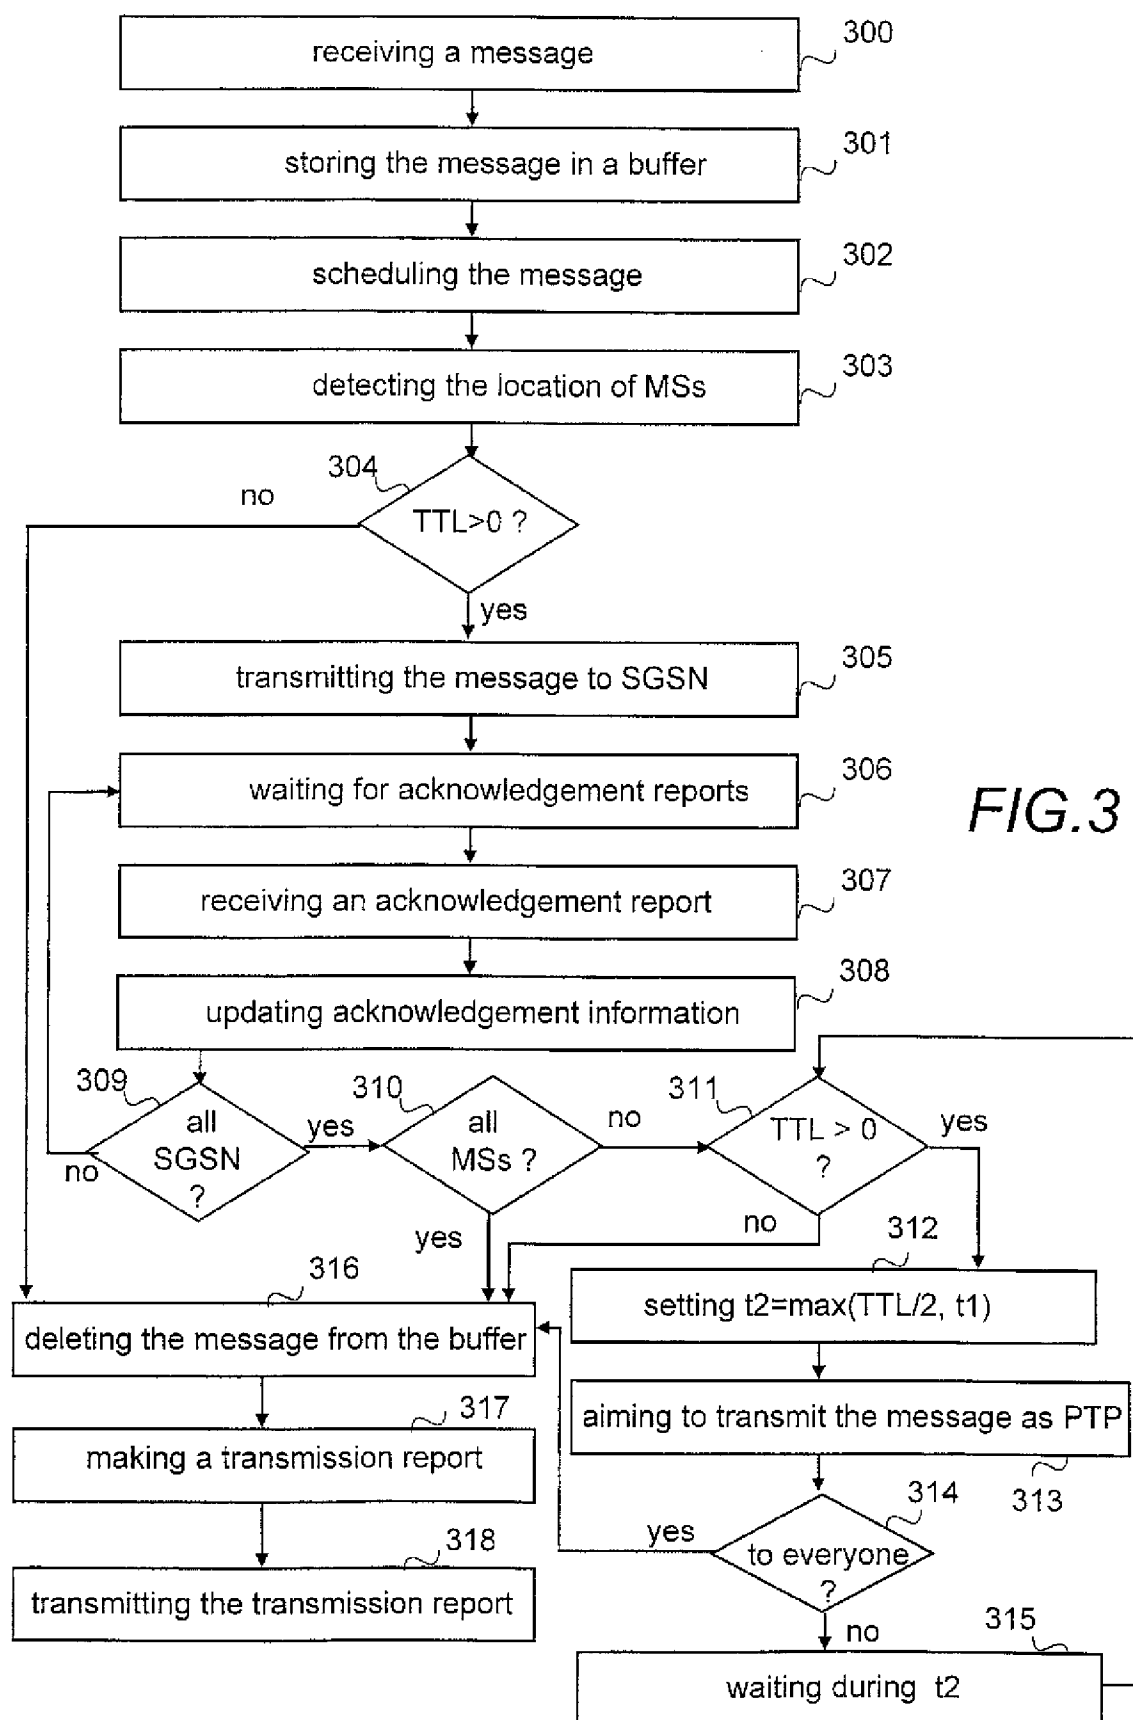 300
receiving a message
301
storing the message in a buffer
302
scheduling the message
303
detecting the location of MSs
304
no
TTL>0 ?
yes
305
transmitting the message to SGSN
306
waiting for acknowledgement reports
FIG.3
307
receiving an acknowledgement report
308
updating acknowledgement information
309
all
SGSN
?
yes
no
310
all
MSs ?
no
yes
311
TTL > 0
?
yes
no
312
setting t2=max(TTL/2, t1)
316
deleting the message from the buffer
aiming to transmit the message as PTP
313
317
making a transmission report
314
yes
to everyone
?
no
318
transmitting the transmission report
315
waiting during t2